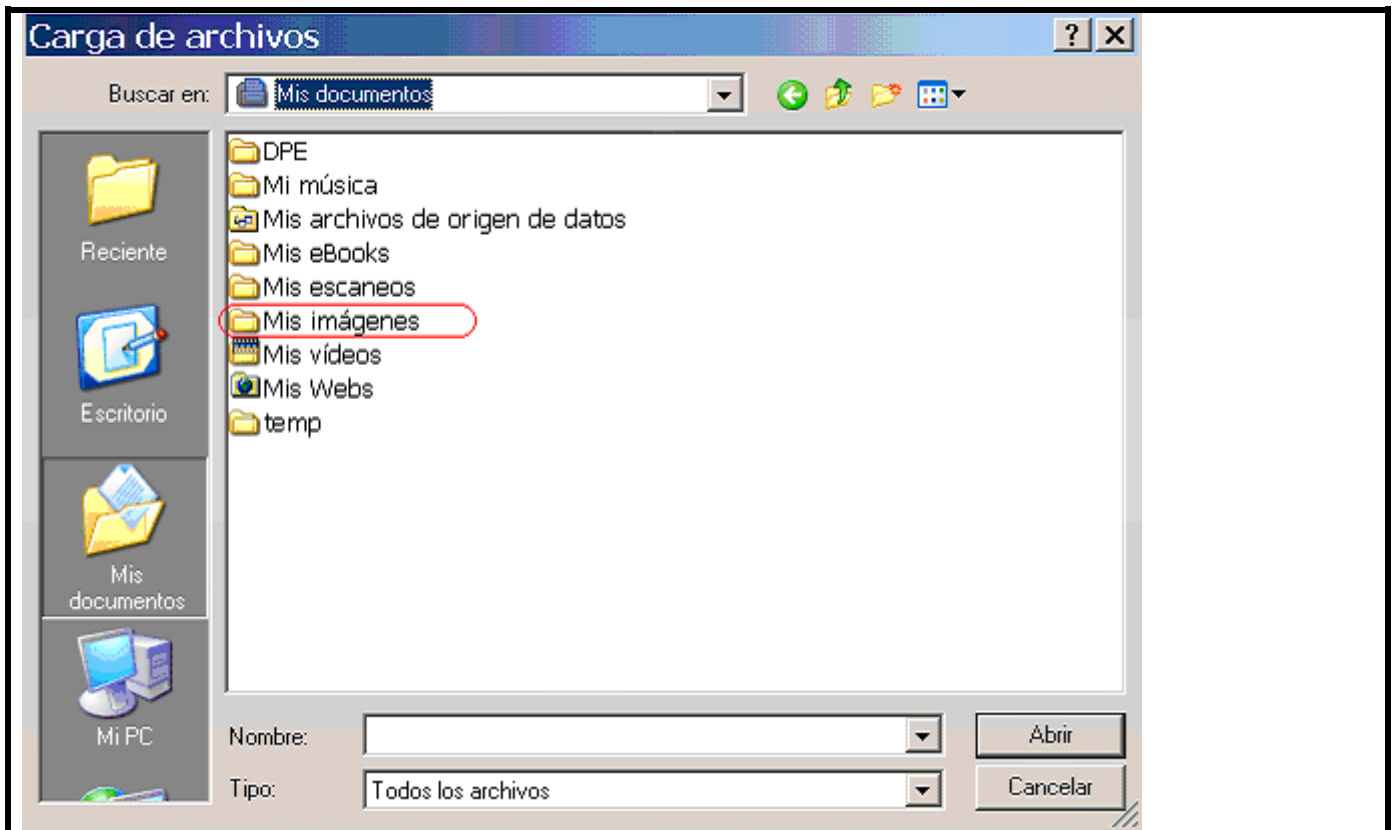 Carga de archivos
Buscar en: Mis documentos
Reciente
Escritorio
Mis
documentos
Mi PC
DPE
Mi música
Mis archivos de origen de datos
Mis eBooks
Mis escaneos
Mis imágenes
Mis vídeos
Mis Webs
temp
Nombre:
Abrir
Tipo: Todos los archivos
Cancelar